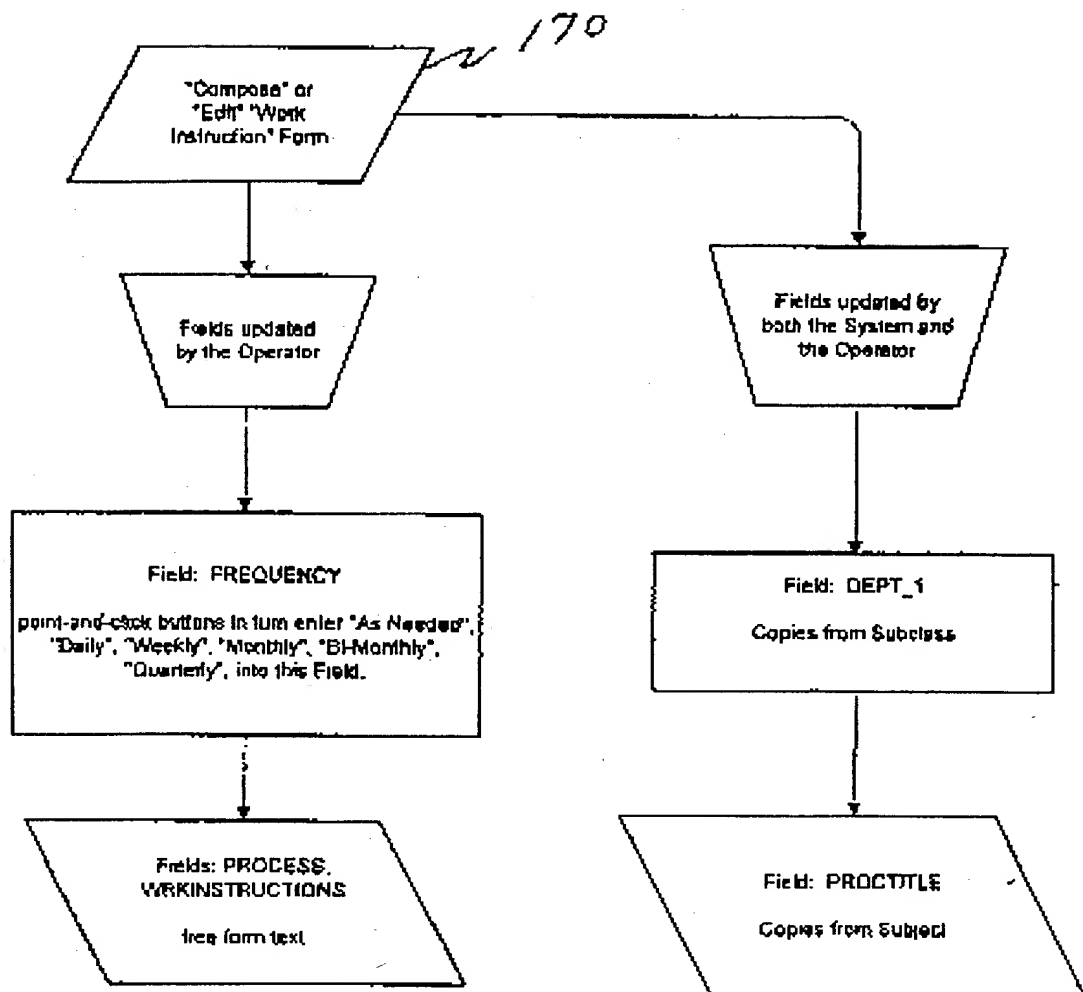 170
"Compose" or
"Edit" "Work
Instruction" Form
Fields updated
by the Operator
Fields updated by
both the System and
the Operator
Field: FREQUENCY
point-and-click buttons in turn enter "As Needed",
"Daily", "Weekly", "Monthly", "Bi-Monthly",
"Quarterly", into this Field.
Field: DEPT_1
Copies from Subclass
Fields: PROCESS,
WRKINSTRUCTIONS
free form text
Field: PROCTITLE
Copies from Subject